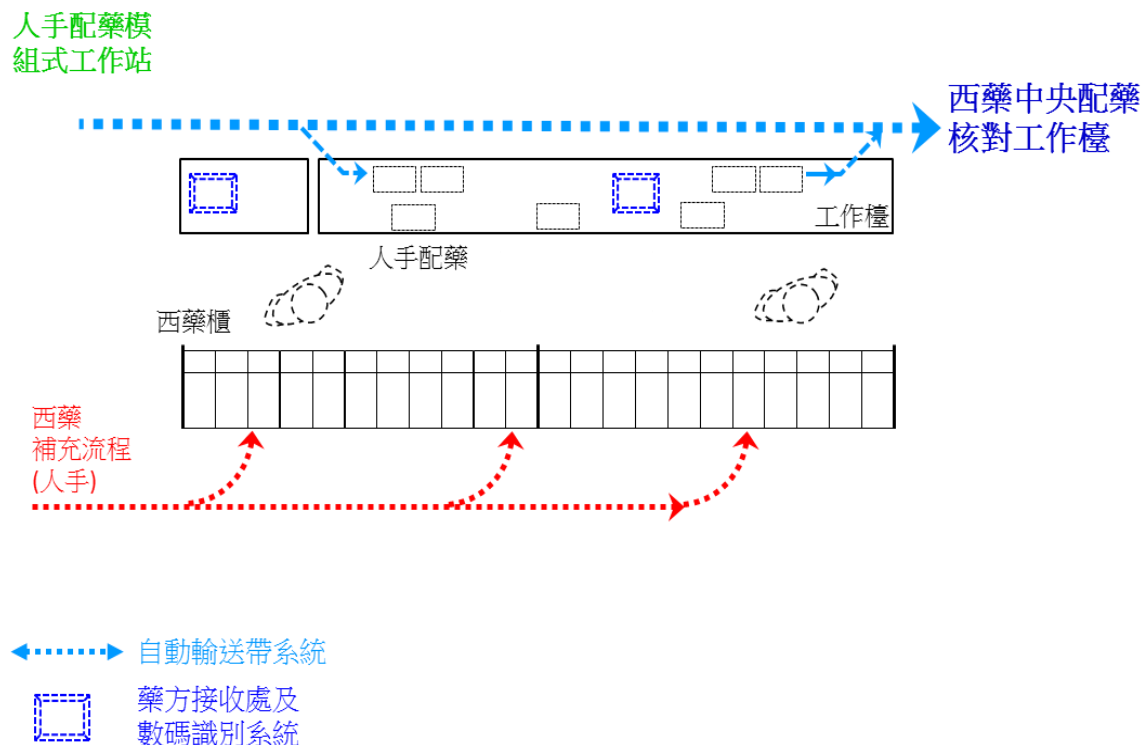 人手配藥模
組式工作站
西藥中央配藥
核對工作檯
工作檯
人手配藥
西藥櫃
西藥
補充流程
(人手)
自動輸送帶系統
藥方接收處及
數碼識別系統